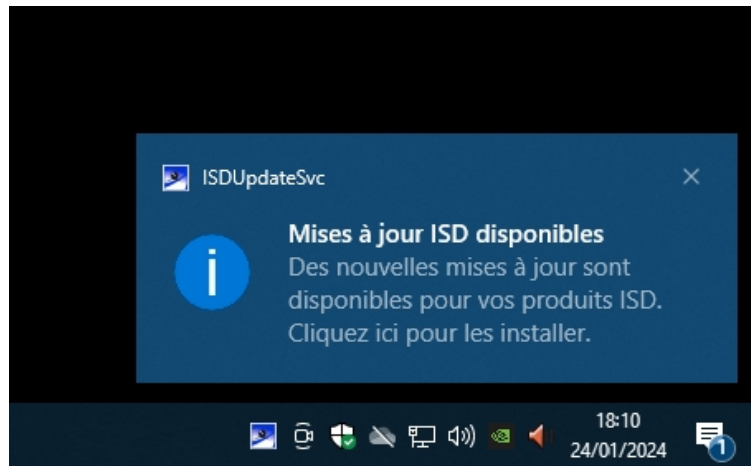 ISDUpdateSvc
Mises à jour ISD disponibles
Des nouvelles mises à jour sont
disponibles pour vos produits ISD.
Cliquez ici pour les installer.
18:10
24/01/2024
1